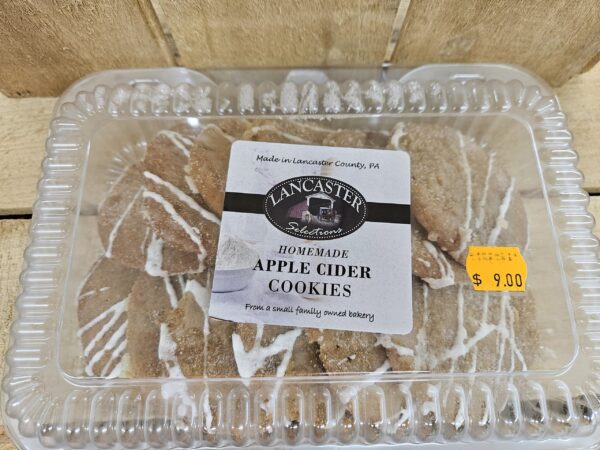 Made in Lancaster County, PA
LANCASTER
Selections
HOMEMADE
APPLE CIDER
COOKIES
From a small family owned bakery
$ 9.00